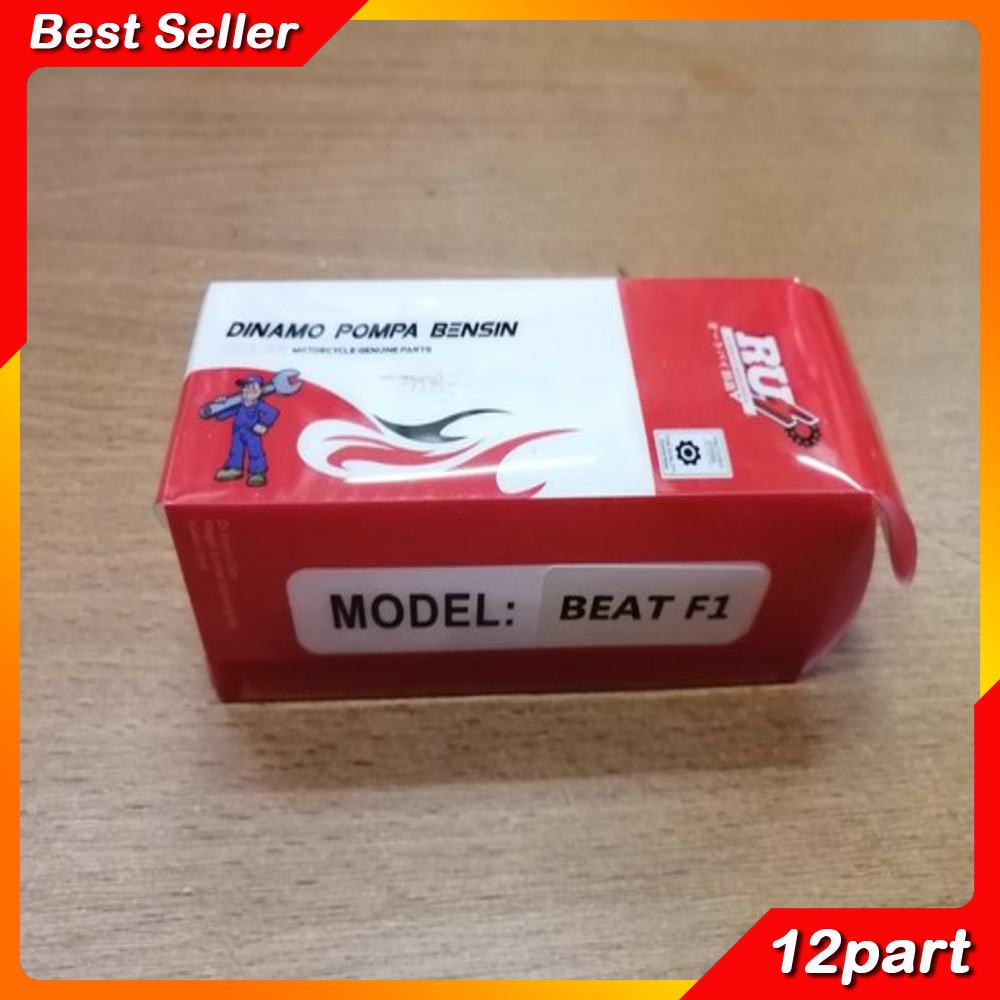 Best Seller
DINAMO POMPA BENSIN
MOTORCYCLE GENUINE PARTS
MODEL: BEAT F1
12part